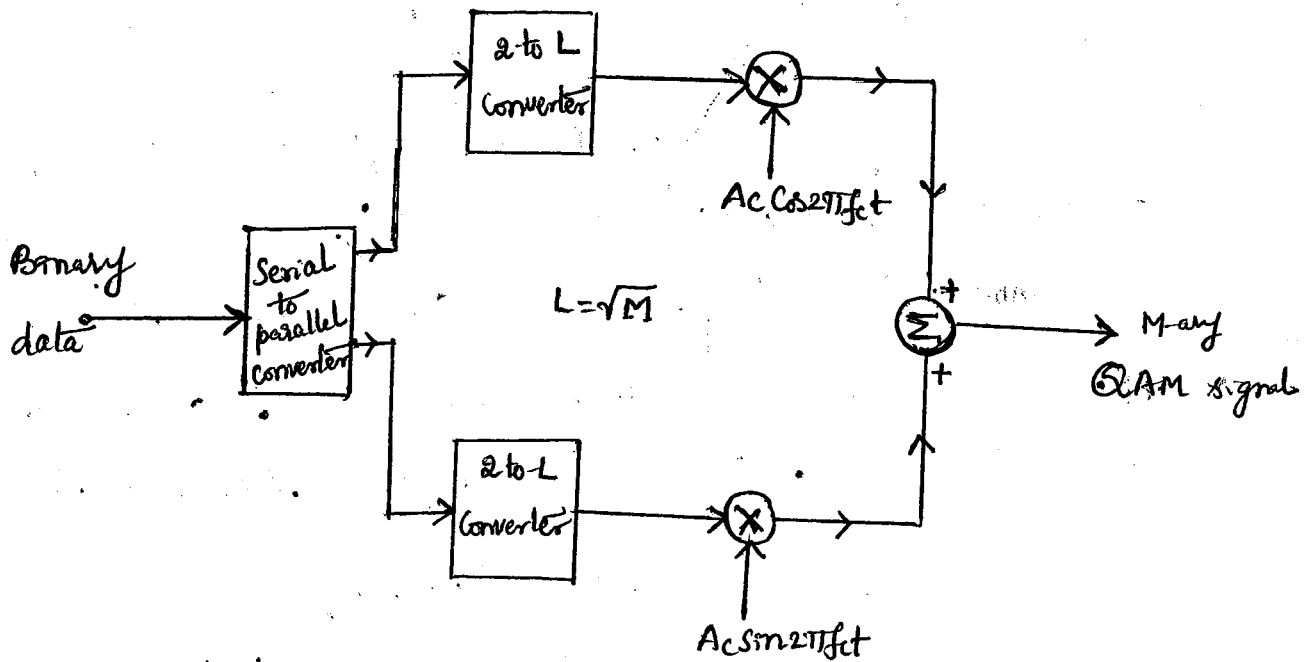 2 to L
Converter
Ac Cos2πfct
Binary
data
Serial
to
parallel
converter
L=√M
+
Σ
+
M-ary
QAM signal
2 to L
Converter
Ac sin2πfct